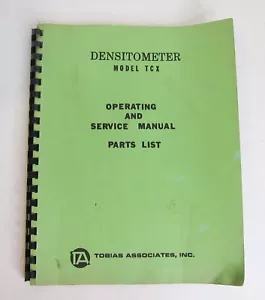 DENSITOMETER
MODEL TCX
OPERATING
AND
SERVICE MANUAL
PARTS LIST
TA TOBIAS ASSOCIATES, INC.